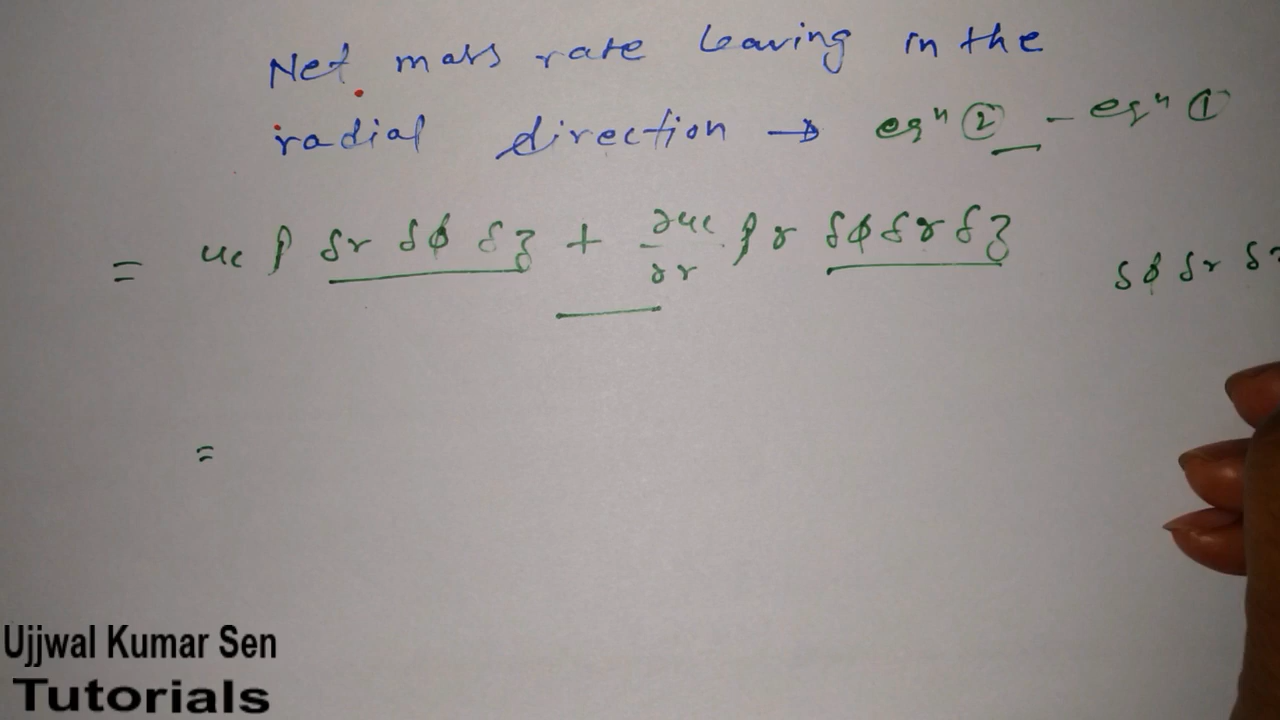 Net mass rate leaving in the
radial direction → eqⁿ ② - eqⁿ ①
= ur ρ δr δϕ δz + ∂ur/∂r ρ r δϕ δr δz
δϕ δr δz
=
Ujjwal Kumar Sen
Tutorials